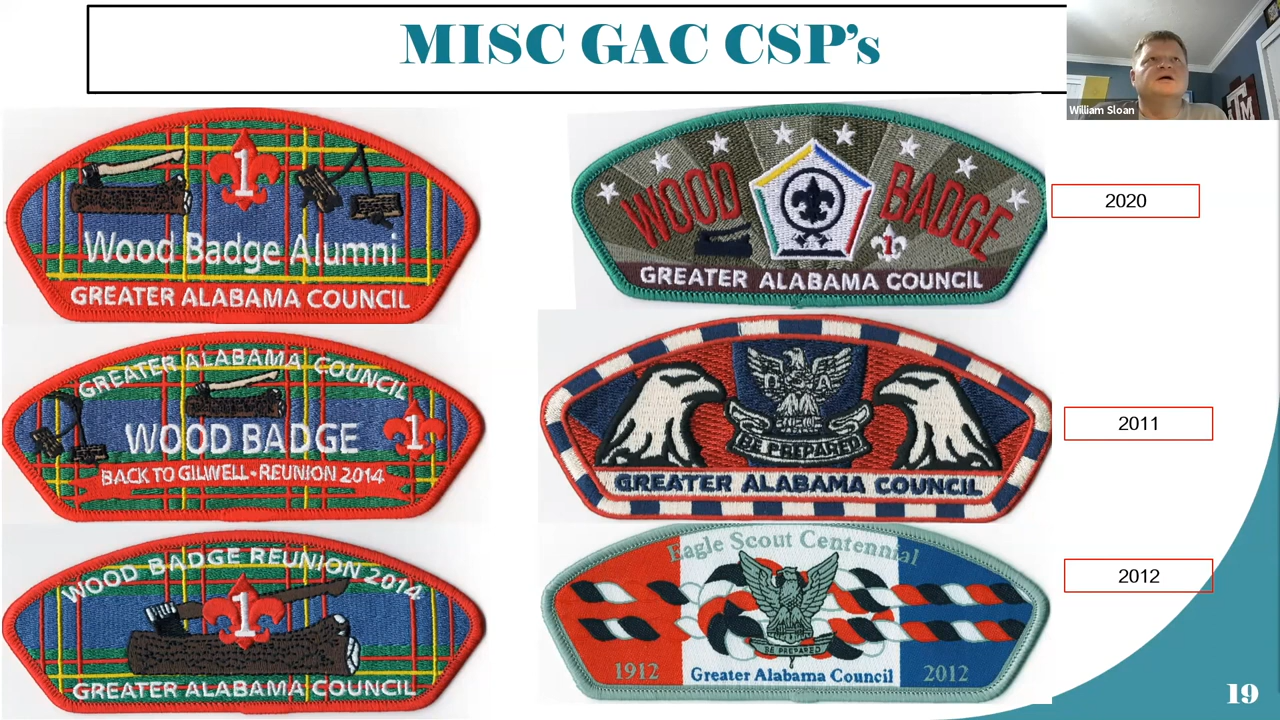 MISC GAC CSP’s
William Sloan
A M
1
Wood Badge Alumni
GREATER ALABAMA COUNCIL
WOOD BADGE
1
GREATER ALABAMA COUNCIL
2020
GREATER ALABAMA COUNCIL
WOOD BADGE
1
BACK TO GILWELL - REUNION 2014
BE PREPARED
GREATER ALABAMA COUNCIL
2011
WOOD BADGE REUNION 2014
1
GREATER ALABAMA COUNCIL
Eagle Scout Centennial
BE PREPARED
1912
Greater Alabama Council
2012
2012
19